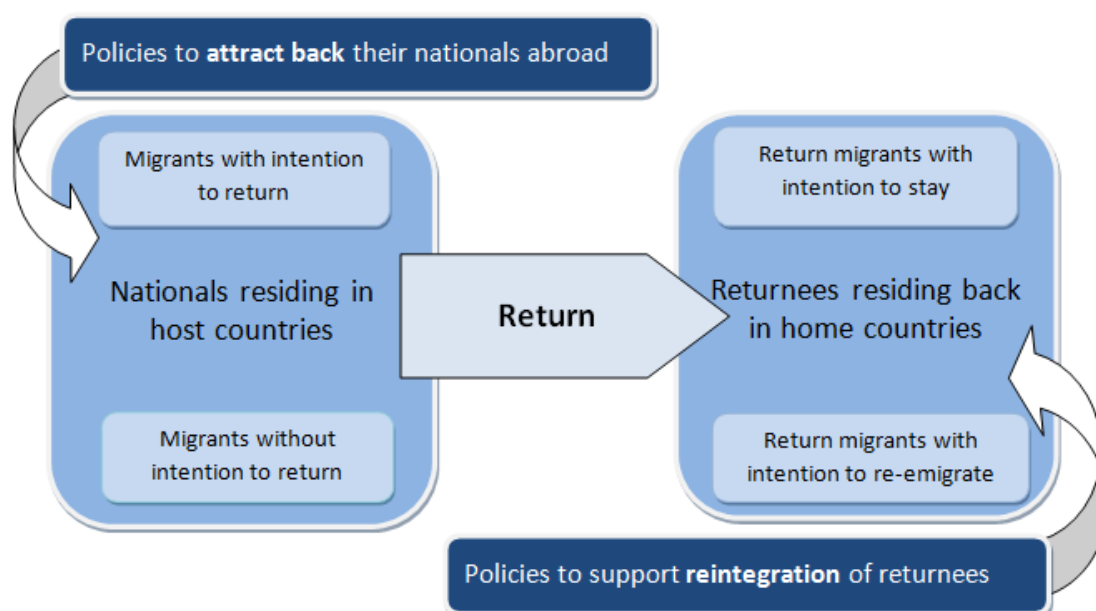 Policies to attract back their nationals abroad
Migrants with intention
to return
Nationals residing in
host countries
Migrants without
intention to return
Return
Return migrants with
intention to stay
Returnees residing back
in home countries
Return migrants with
intention to re-emigrate
Policies to support reintegration of returnees